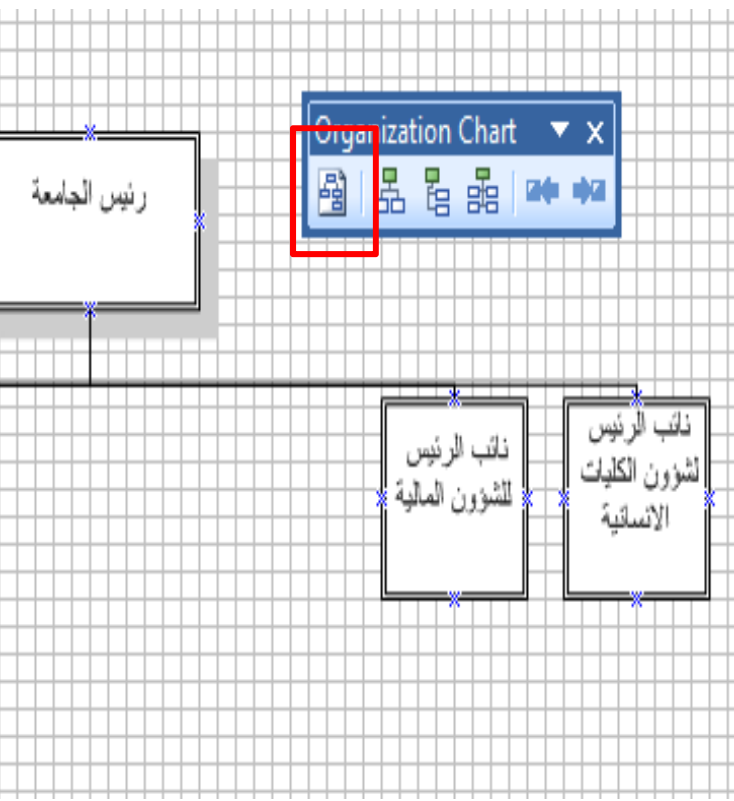 Organization Chart
رئيس الجامعة
نائب الرئيس
للشؤون المالية
نائب الرئيس
لشؤون الكليات
الانسانية